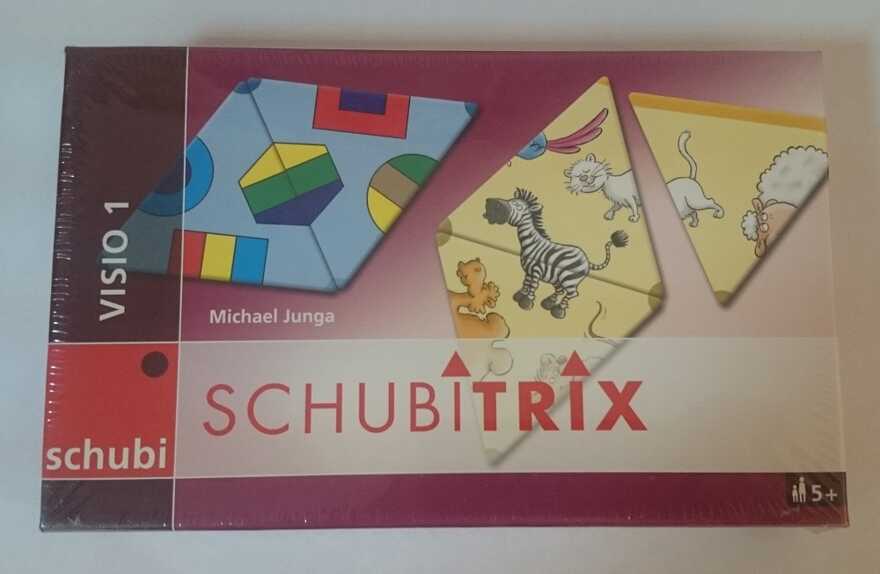 VISIO 1
Michael Junga
SCHUBITRIX
schubi
5+